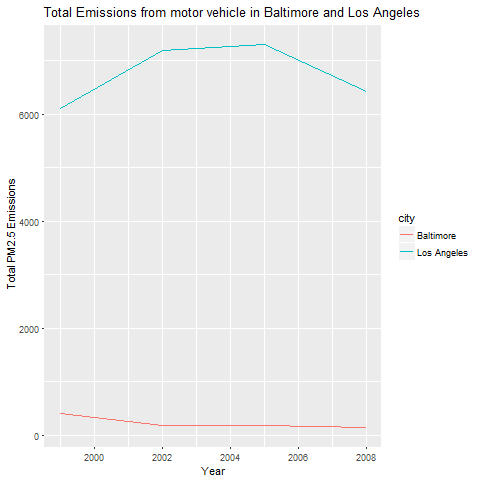 Total Emissions from motor vehicle in Baltimore and Los Angeles
Total PM2.5 Emissions
6000
4000
2000
0
2000
2002
2004
2006
2008
Year
city
Baltimore
Los Angeles